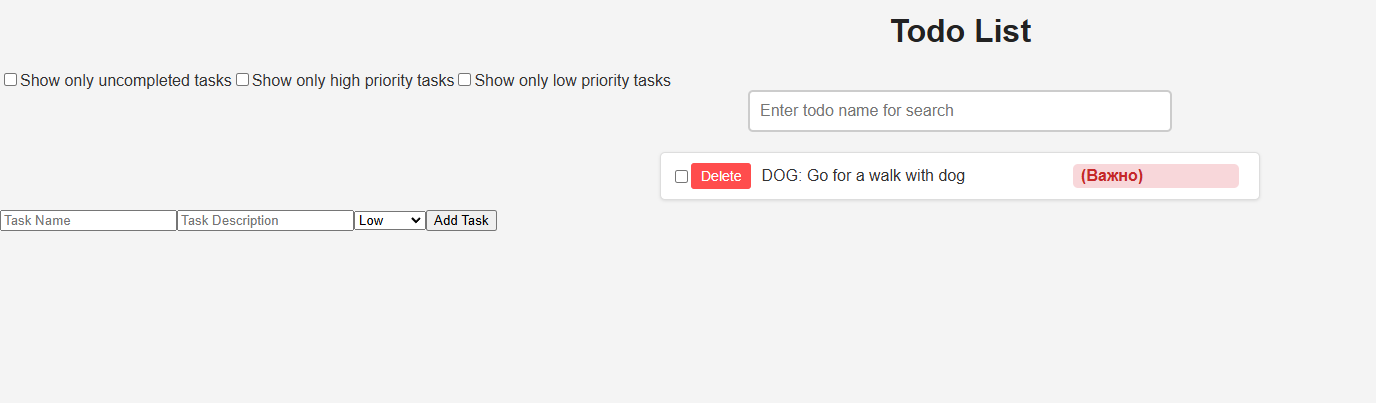 Todo List
Show only uncompleted tasks Show only high priority tasks Show only low priority tasks
Enter todo name for search
Delete DOG: Go for a walk with dog (Важно)
Task Name Task Description Low Add Task